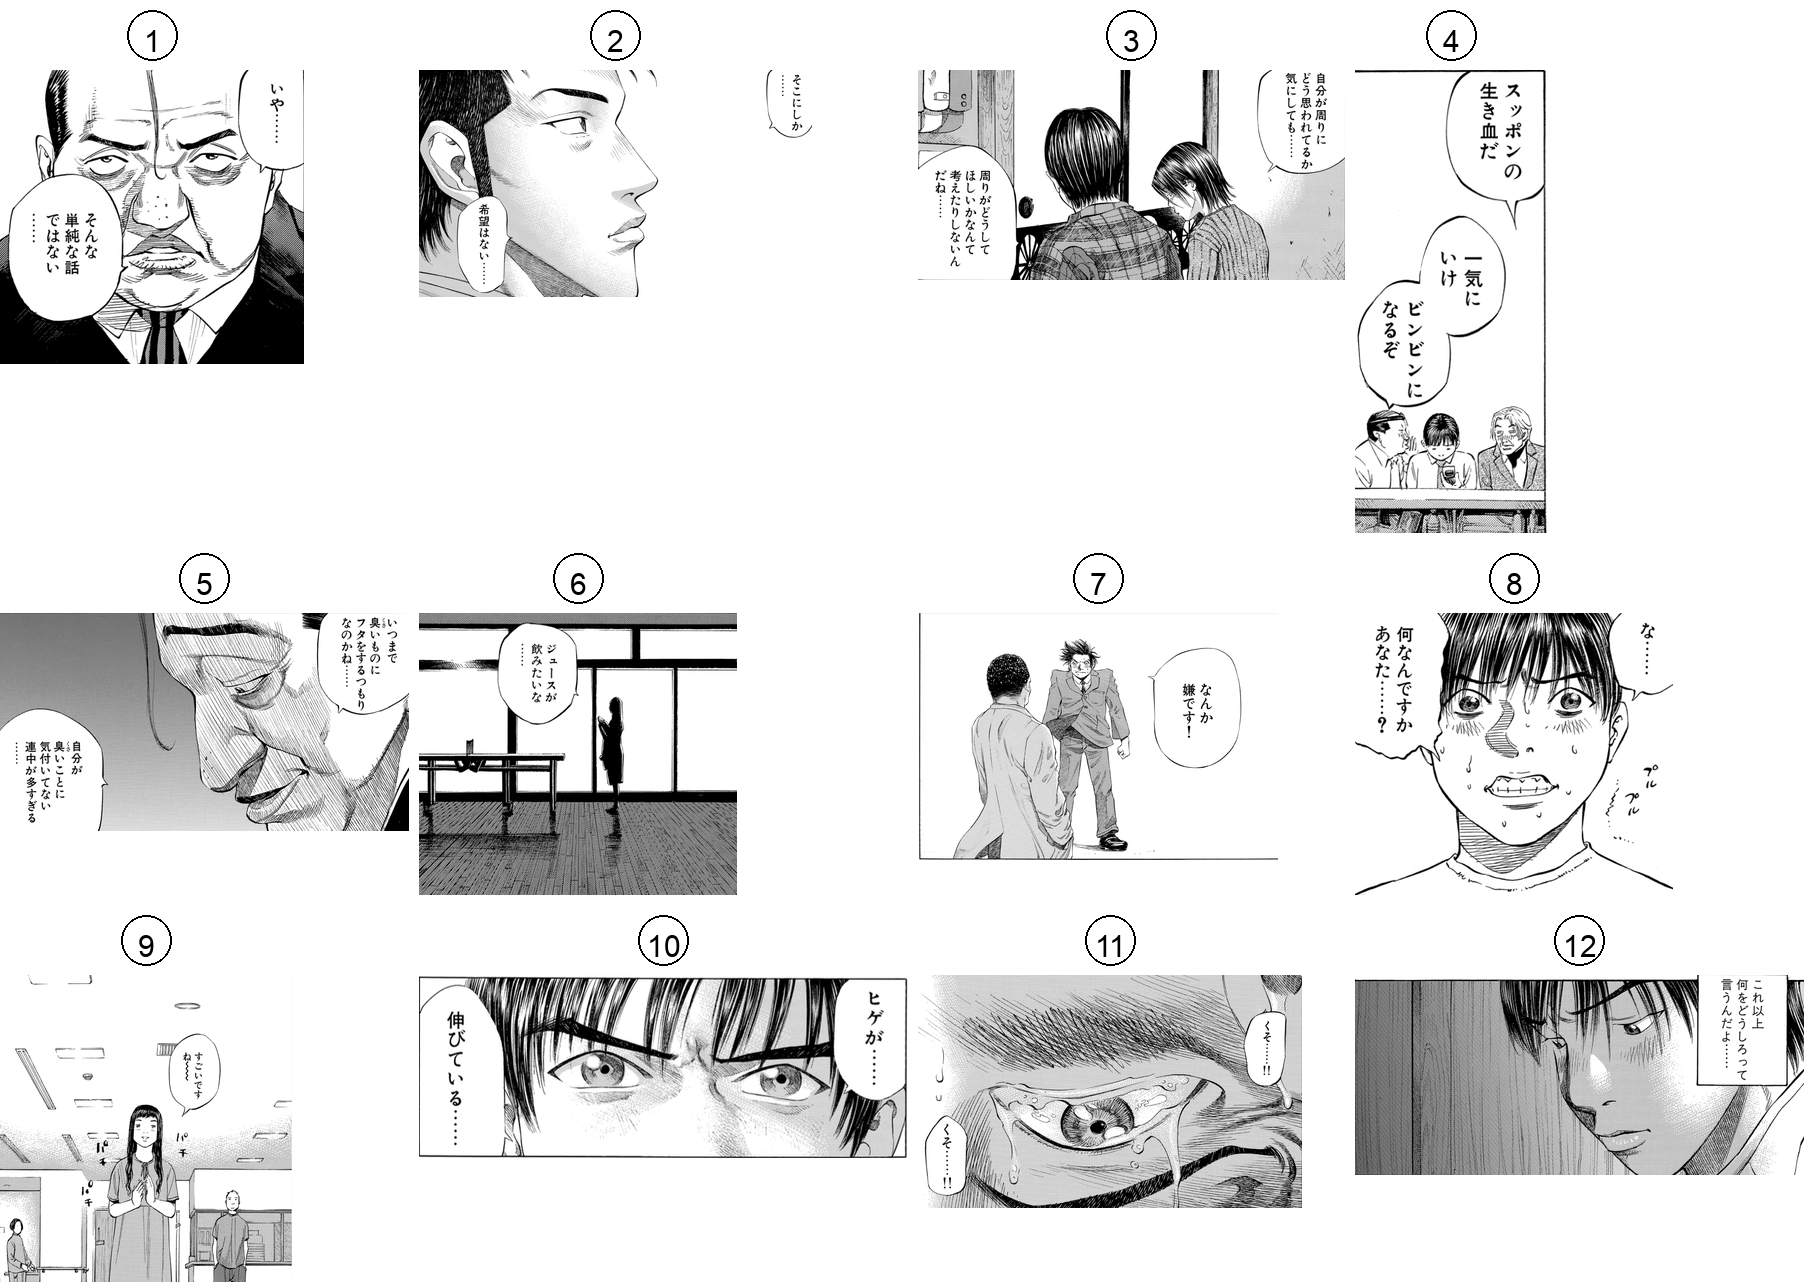 1
いや………
そんな
単純な話
ではない
……
2
そこにしか
……
希望はない……
3
自分が周りに
どう思われてるか
気にしても……
周りがどうして
ほしいかなんて
考えたりしないん
だね……
4
スッポンの
生き血だ
一気に
いけ
ビンビンに
なるぞ
5
いつまで
臭いものに
フタをするつもり
なのかね……
自分が
臭いことに
気付いてない
連中が多すぎる
……
6
ジュースが
飲みたいな
……
7
なんか
嫌です!
8
な……
何なんですか
あなた……?
プル
プル
9
すごいです
ね〜〜〜
パチ
パチ
パチ
10
ヒゲが……
伸びている……
11
くそ……!!
くそ……!!
12
これ以上
何をどうしろって
言うんだよ……